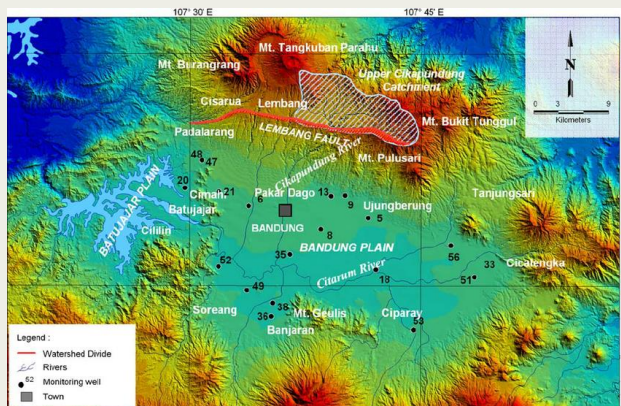 107° 30' E
107° 45' E
Mt. Tangkuban Parahu
Mt. Burangrang
Upper Cikapundung
Catchment
N
0 3 9
Kilometers
Cisarua
Lembang
Mt. Bukit Tunggul
LEMBANG FAULT
Padalarang
Cikapundung River
Mt. Pulusari
48
47
20
21
Pakar Dago
13
9
Tanjungsari
Batujajar
6
Ujungberung
5
BATUJAJAR PLAIN
BANDUNG
8
Cililin
BANDUNG PLAIN
56
35
Citarum River
33
Cicalengka
18
51
49
38
Soreang
Mt. Geulis
36
Banjaran
Ciparay
53
Legend :
Watershed Divide
Rivers
52
Monitoring well
Town